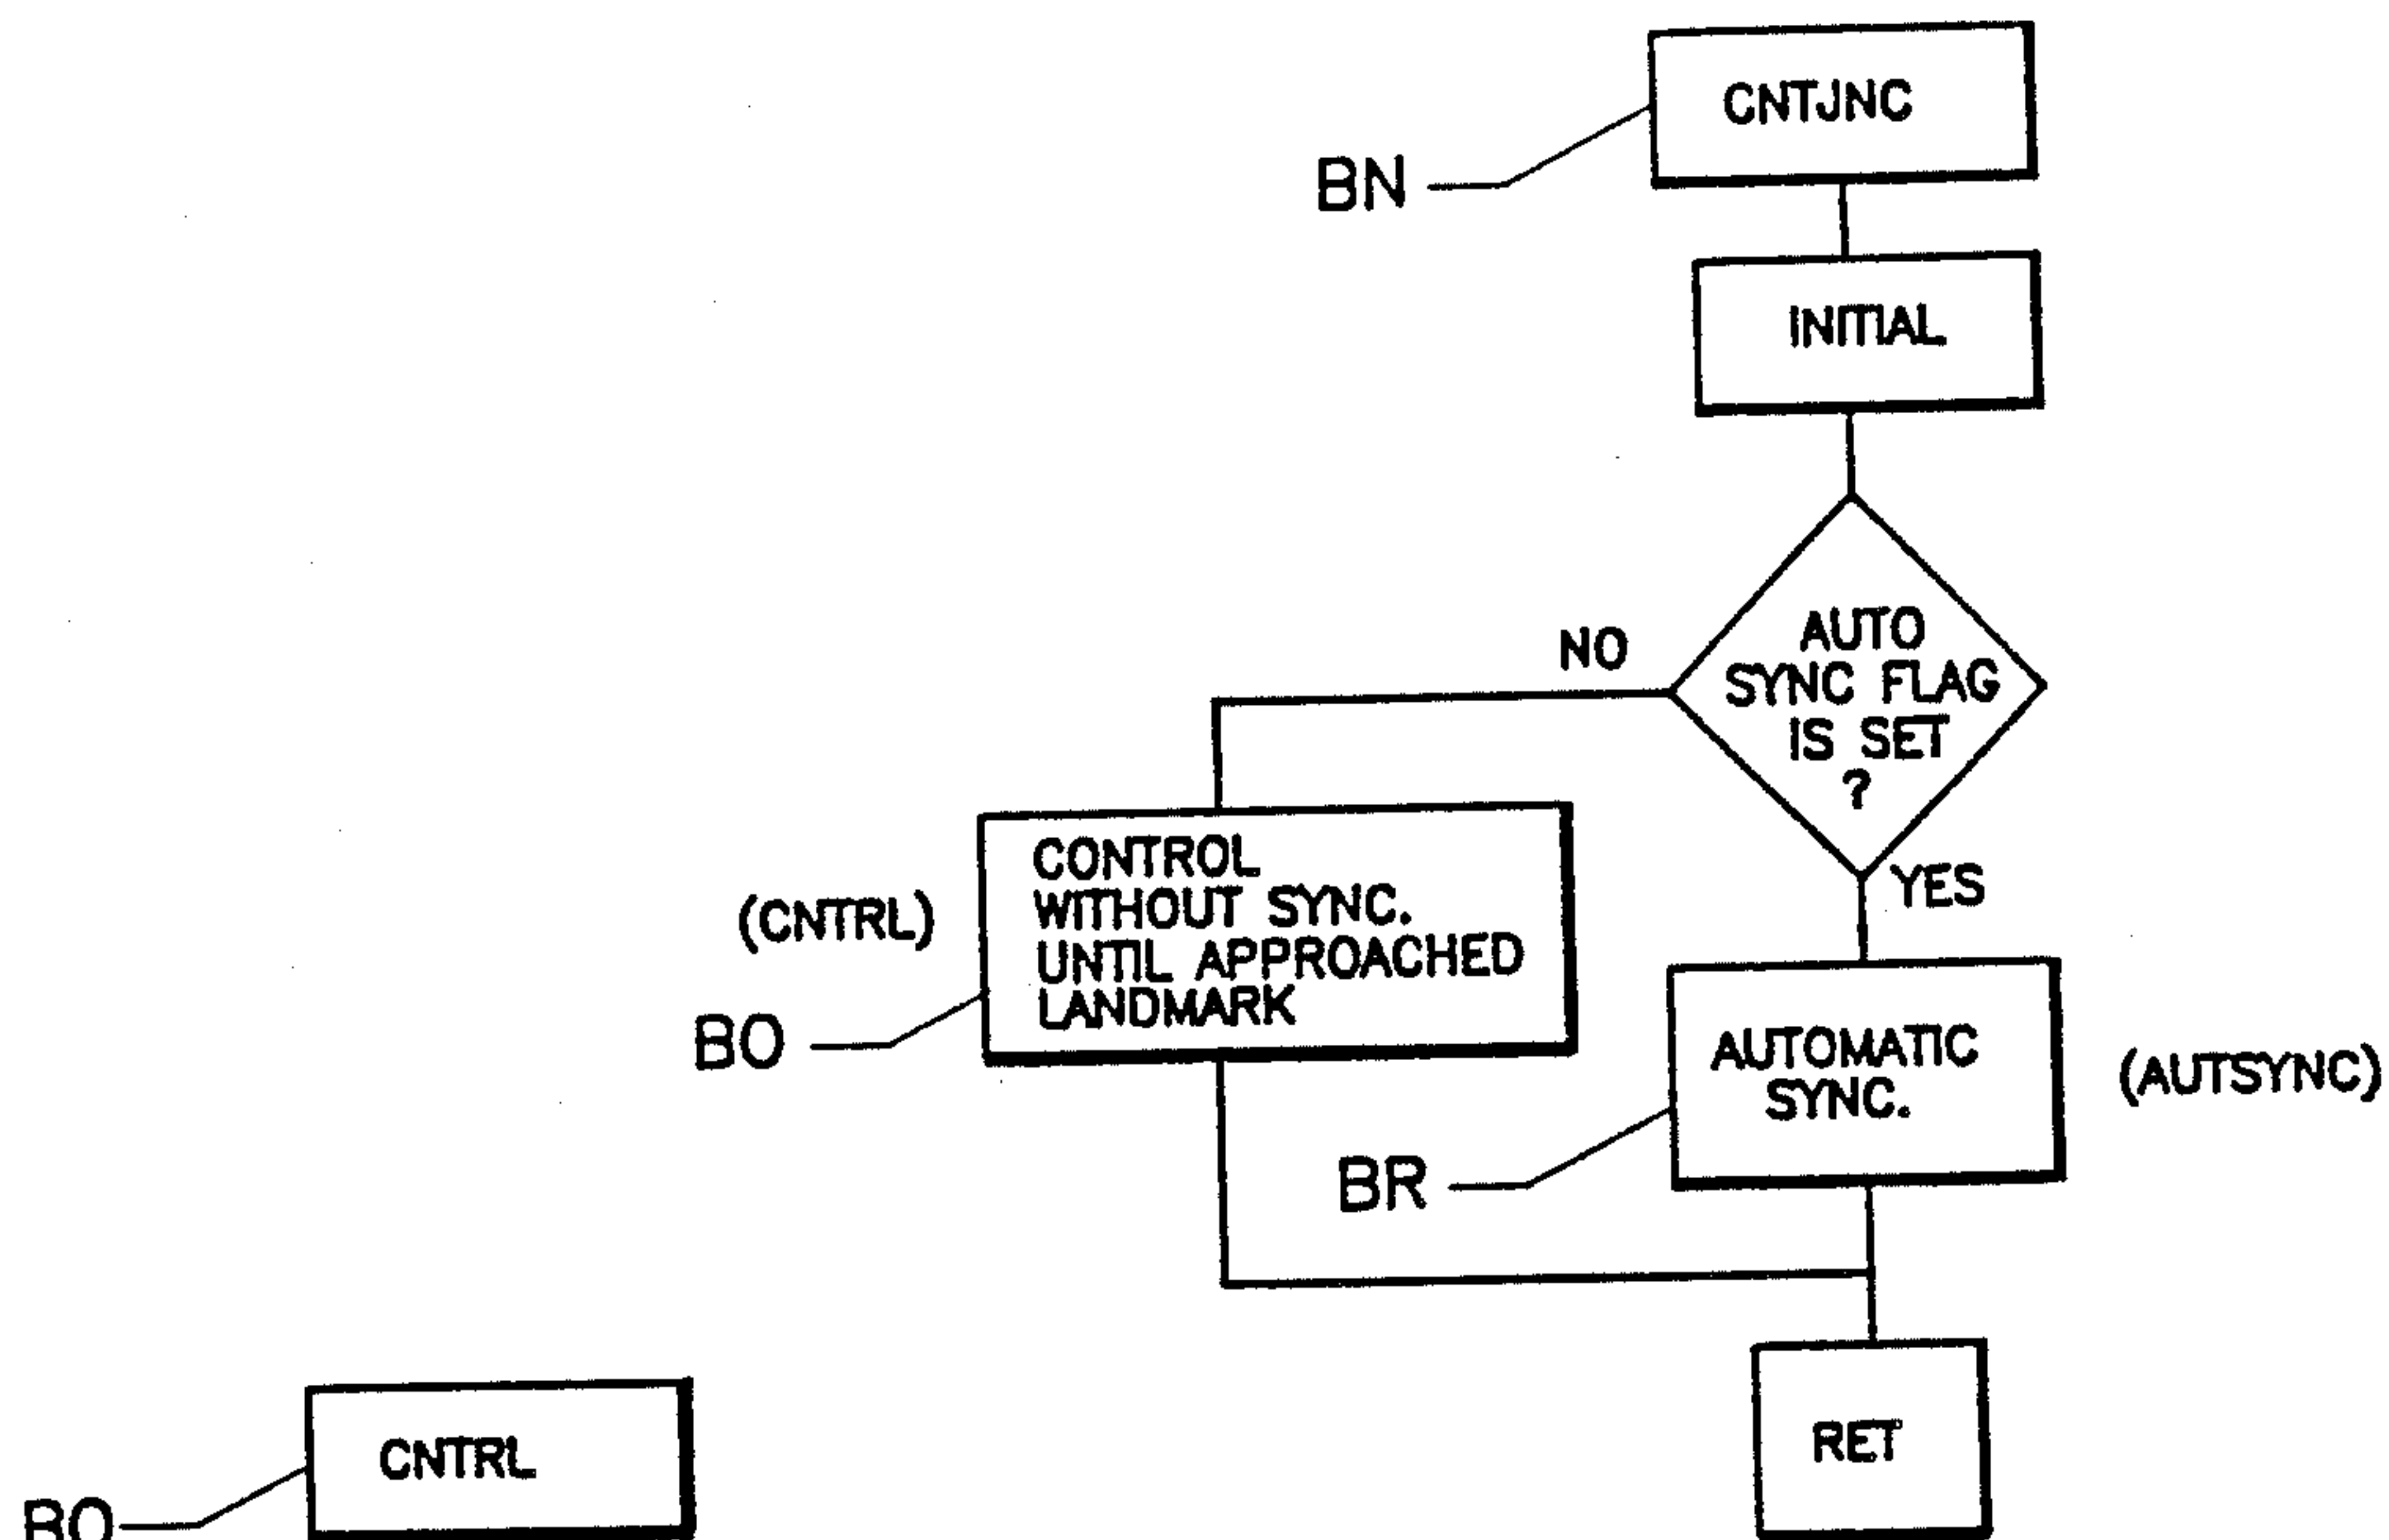 CNTJNC
BN
INITIAL
AUTO
SYNC FLAG
IS SET
?
NO
YES
CONTROL
WITHOUT SYNC.
UNTIL APPROACHED
LANDMARK
(CNTRL)
BO
AUTOMATIC
SYNC.
(AUTSYNC)
BR
RET
CNTRL
BO